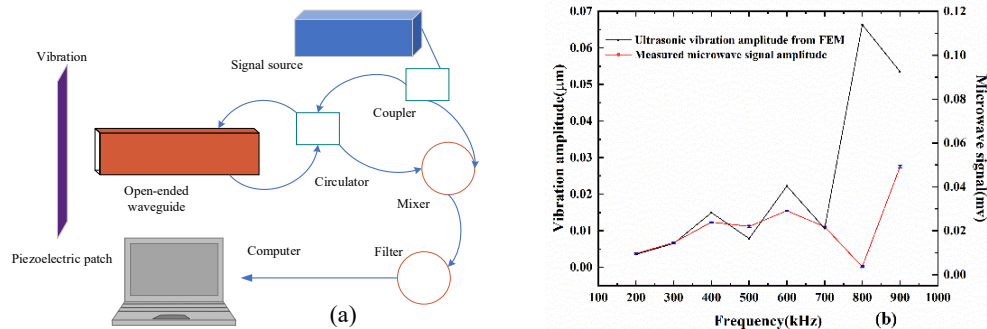 Vibration
Signal source
Coupler
Open-ended
waveguide
Circulator
Mixer
Piezoelectric patch
Computer
Filter
(a)
Ultrasonic vibration amplitude from FEM
Measured microwave signal amplitude
Vibration amplitude(μm)
0.07
0.06
0.05
0.04
0.03
0.02
0.01
0.00
0.12
0.10
0.08
0.06
0.04
0.02
0.00
Microwave signal(mv)
100 200 300 400 500 600 700 800 900 1000
Frequency(kHz)
(b)